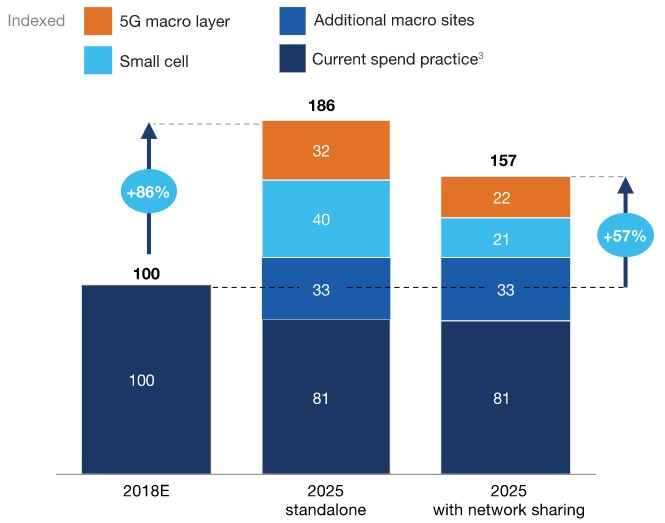 Indexed
5G macro layer
Additional macro sites
Small cell
Current spend practice³
186
32
+86%
157
22
40
21
+57%
100
33
33
100
81
81
2018E
2025
standalone
2025
with network sharing